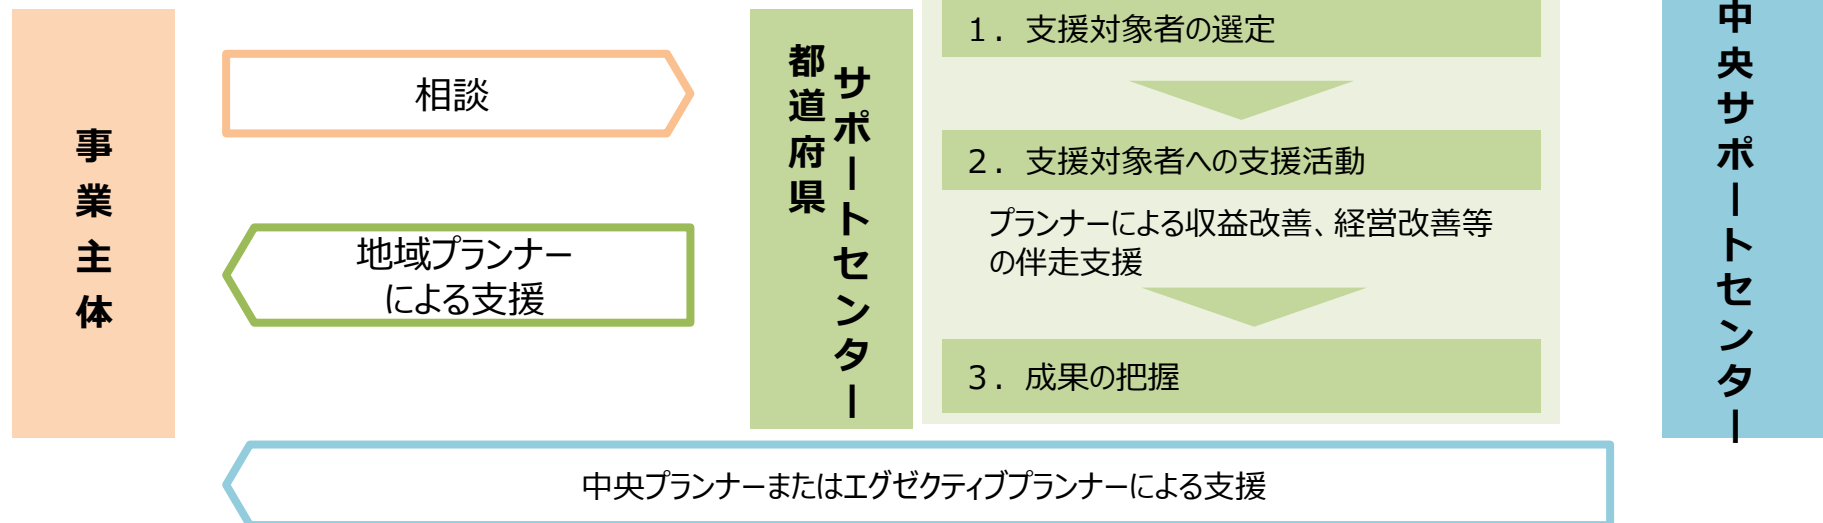 事業主体
相談
地域プランナー
による支援
都道府県
サポートセンター
１．支援対象者の選定
２．支援対象者への支援活動
プランナーによる収益改善、経営改善等
の伴走支援
３．成果の把握
中央サポートセンター
中央プランナーまたはエグゼクティブプランナーによる支援